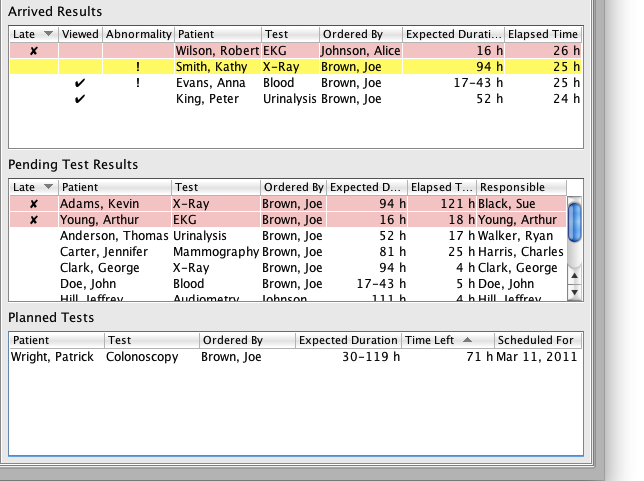 Arrived Results
Late Viewed Abnormality Patient Test Ordered By Expected Durati... Elapsed Time
✘ Wilson, Robert EKG Johnson, Alice 16 h 26 h
! Smith, Kathy X-Ray Brown, Joe 94 h 25 h
✔ ! Evans, Anna Blood Brown, Joe 17-43 h 25 h
✔ King, Peter Urinalysis Brown, Joe 52 h 24 h
Pending Test Results
Late Patient Test Ordered By Expected D... Elapsed T... Responsible
✘ Adams, Kevin X-Ray Brown, Joe 94 h 121 h Black, Sue
✘ Young, Arthur EKG Brown, Joe 16 h 18 h Young, Arthur
Anderson, Thomas Urinalysis Brown, Joe 52 h 17 h Walker, Ryan
Carter, Jennifer Mammography Brown, Joe 81 h 25 h Harris, Charles
Clark, George X-Ray Brown, Joe 94 h 4 h Clark, George
Doe, John Blood Brown, Joe 17-43 h 5 h Doe, John
Hill, Jeffrey Audiometry Johnson 111 h 4 h Hill, Jeffrey
Planned Tests
Patient Test Ordered By Expected Duration Time Left Scheduled For
Wright, Patrick Colonoscopy Brown, Joe 30-119 h 71 h Mar 11, 2011